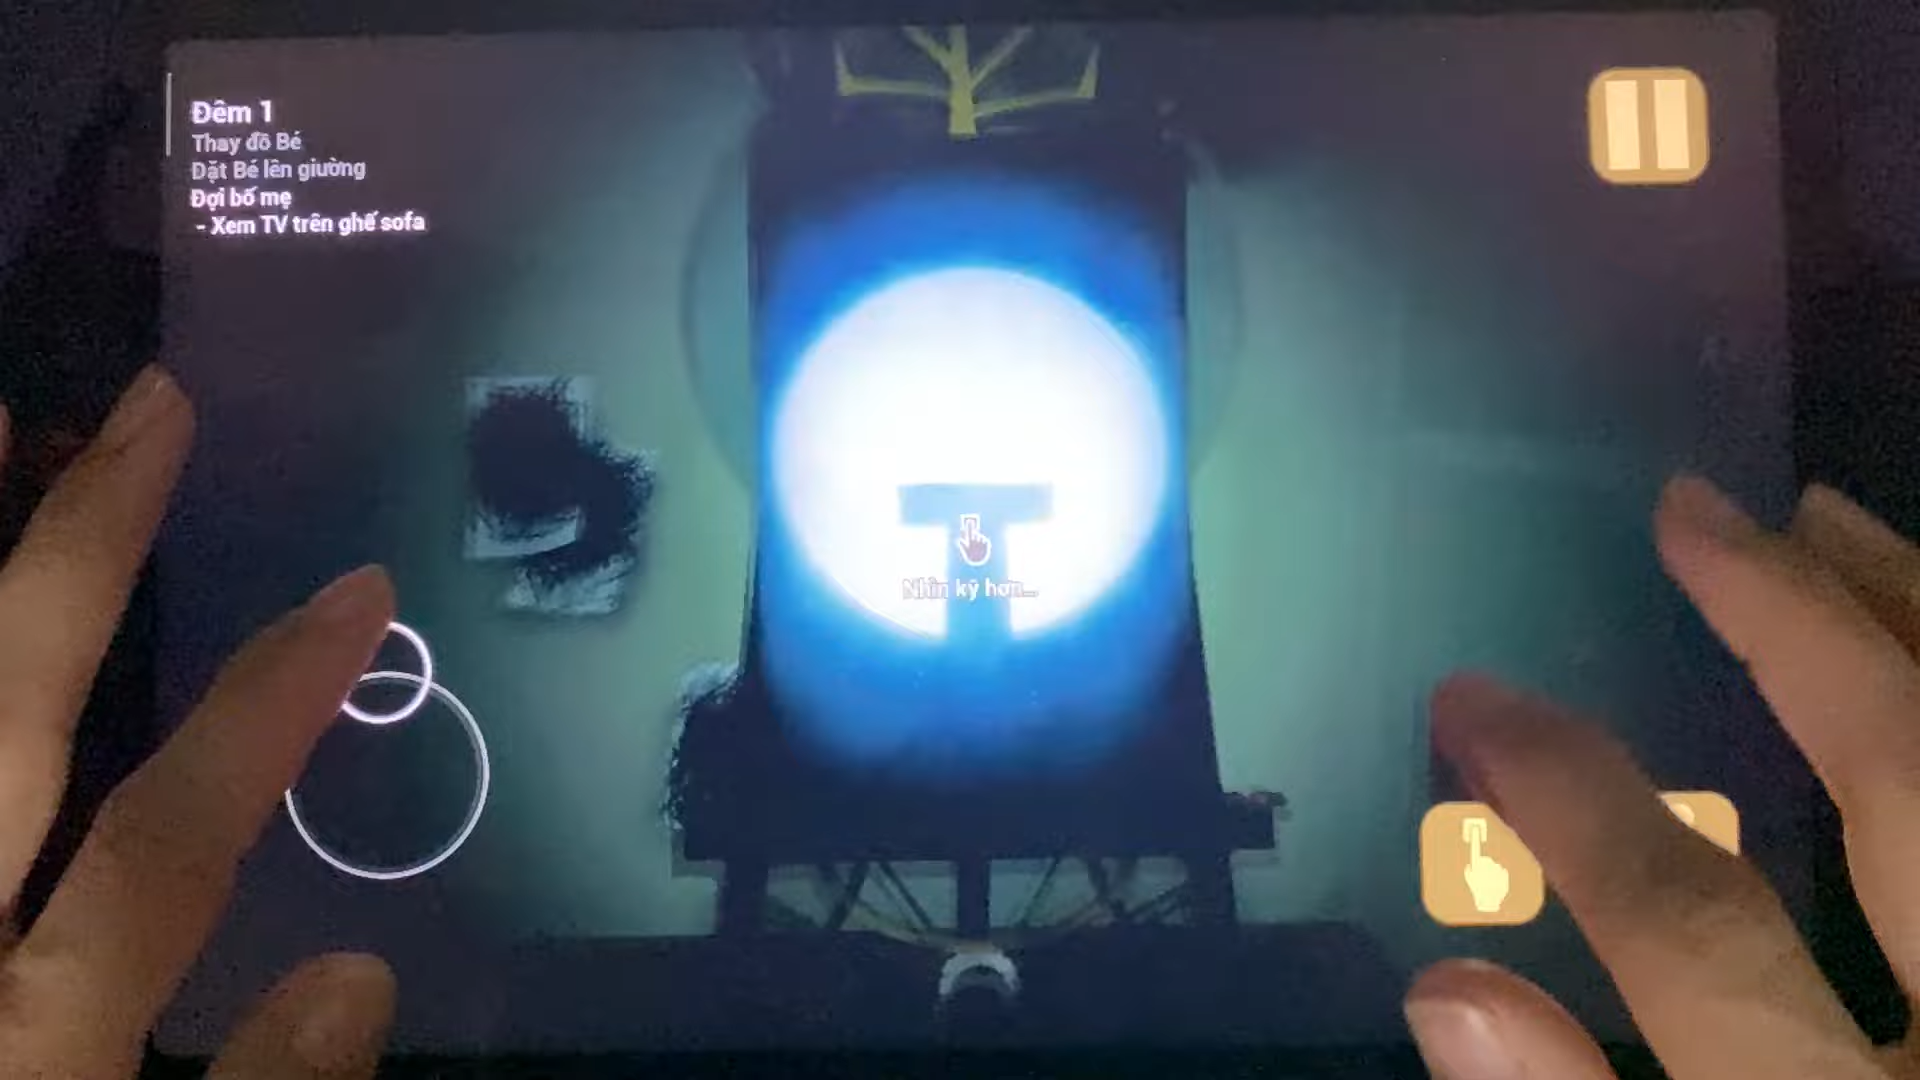 Đêm 1
Thay đồ Bé
Đặt Bé lên giường
Đợi bố mẹ
- Xem TV trên ghế sofa
Nhìn kỹ hơn...